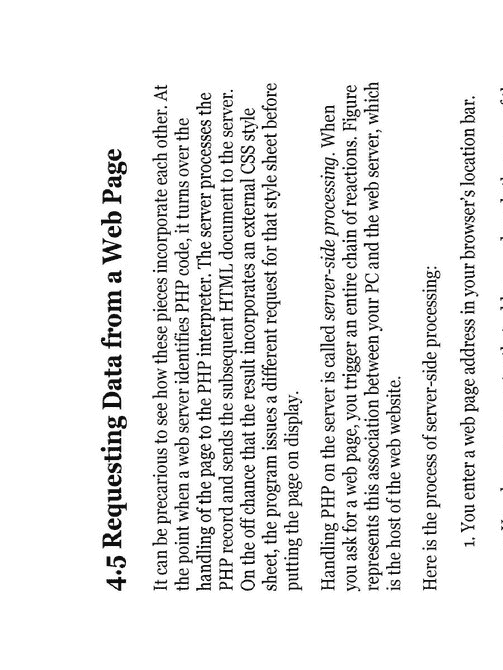 4.5 Requesting Data from a Web Page
It can be precarious to see how these pieces incorporate each other. At
the point when a web server identifies PHP code, it turns over the
handling of the page to the PHP interpreter. The server processes the
PHP record and sends the subsequent HTML document to the server.
On the off chance that the result incorporates an external CSS style
sheet, the program issues a different request for that style sheet before
putting the page on display.
Handling PHP on the server is called server-side processing. When
you ask for a web page, you trigger an entire chain of reactions. Figure
represents this association between your PC and the web server, which
is the host of the web website.
Here is the process of server-side processing:
1. You enter a web page address in your browser's location bar.